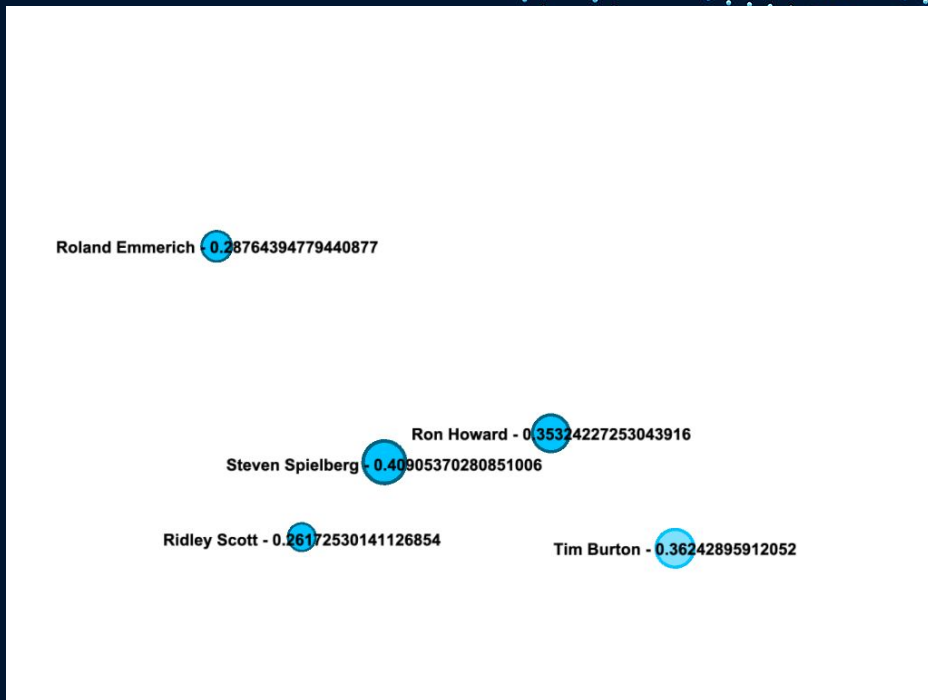 Roland Emmerich - 0.28764394779440877
Ron Howard - 0.35324227253043916
Steven Spielberg - 0.40905370280851006
Ridley Scott - 0.26172530141126854
Tim Burton - 0.36242895912052